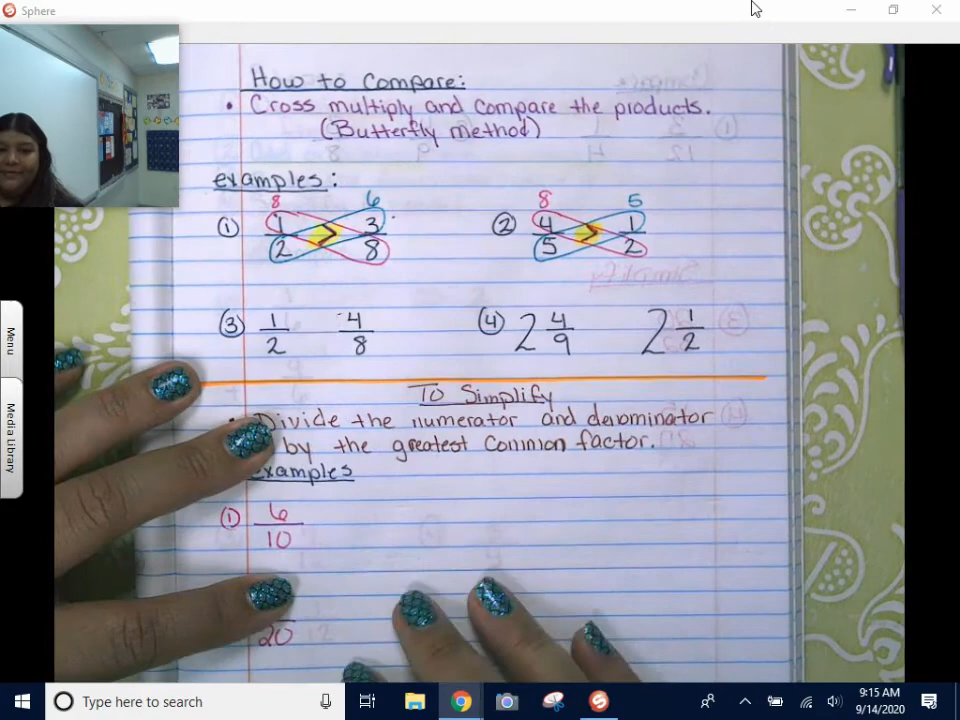 Sphere
How to Compare:
• Cross multiply and compare the products.
(Butterfly method)
examples:
8 6 8 5
① 1/2 > 3/8 ② 4/5 > 1/2
③ 1/2 4/8 ④ 2 4/9 2 1/2
To Simplify
• Divide the numerator and denominator
by the greatest common factor.
examples
① 6/10
20
Menu
Media Library
Type here to search
9:15 AM
9/14/2020